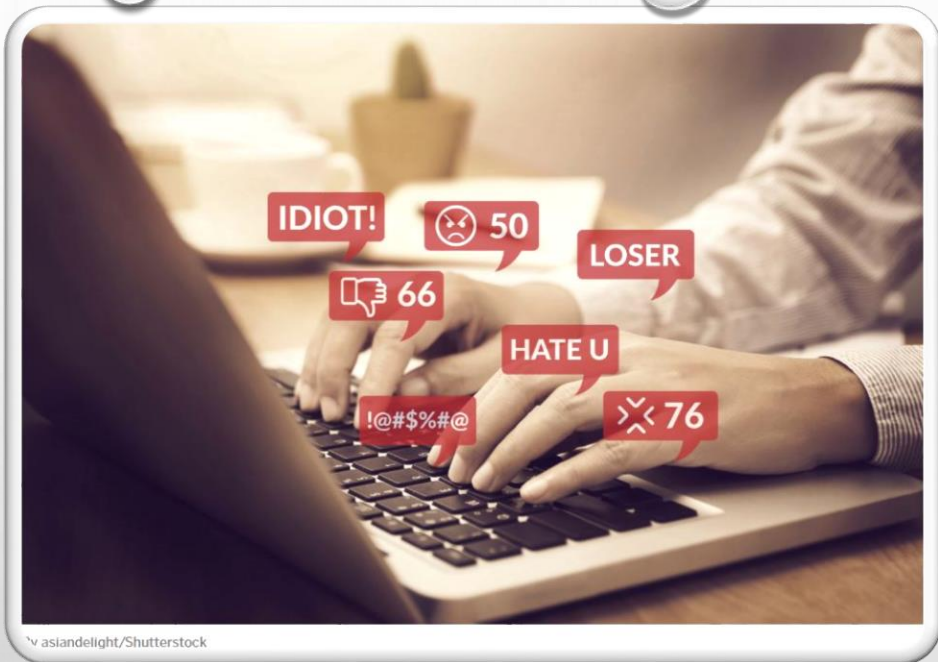 IDIOT!
50
LOSER
66
HATE U
!@#$%#@
76
asiandelight/Shutterstock